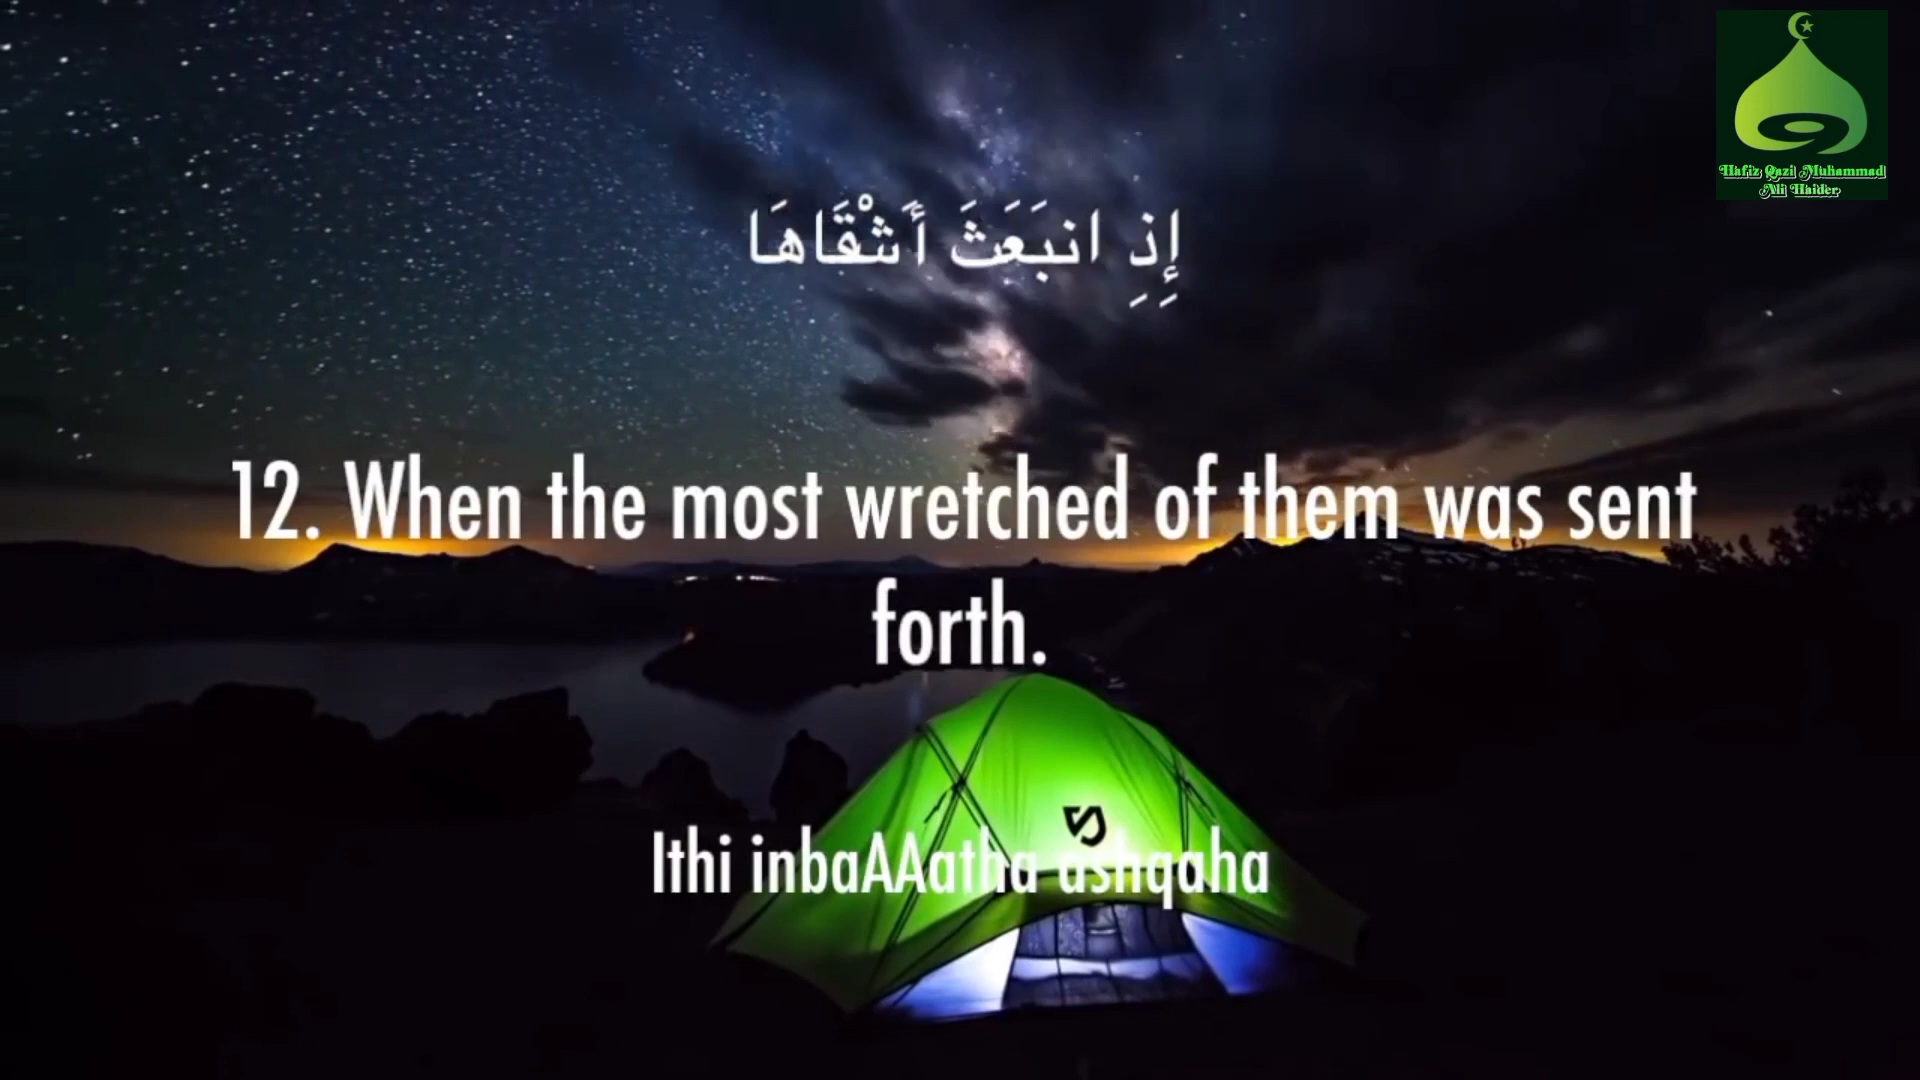 Hafiz Qazi Muhammad
Ali Haider
إِذِ انبَعَثَ أَشْقَاهَا
12. When the most wretched of them was sent
forth.
Ithi inbaAAatha ashqaha